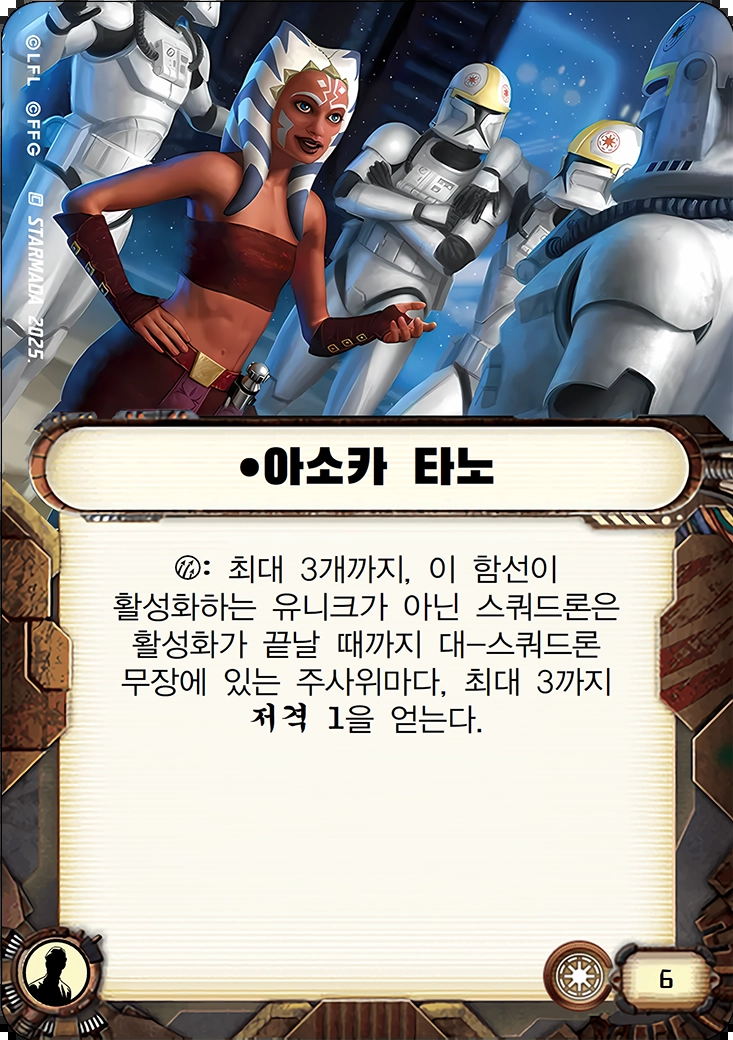 ©LFL ©FFG 🄲 STARMADA 2025.
•아소카 타노
: 최대 3개까지, 이 함선이
활성화하는 유니크가 아닌 스쿼드론은
활성화가 끝날 때까지 대-스쿼드론
무장에 있는 주사위마다, 최대 3까지
저격 1을 얻는다.
6